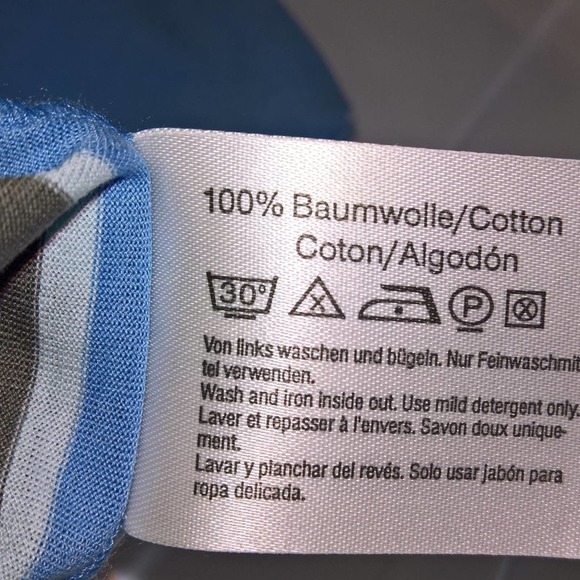 100% Baumwolle/Cotton
Coton/Algodón
30° P
Von links waschen und bügeln. Nur Feinwaschmit
tel verwenden.
Wash and iron inside out. Use mild detergent only.
Laver et repasser à l'envers. Savon doux unique-
ment.
Lavar y planchar del revés. Solo usar jabón para
ropa delicada.